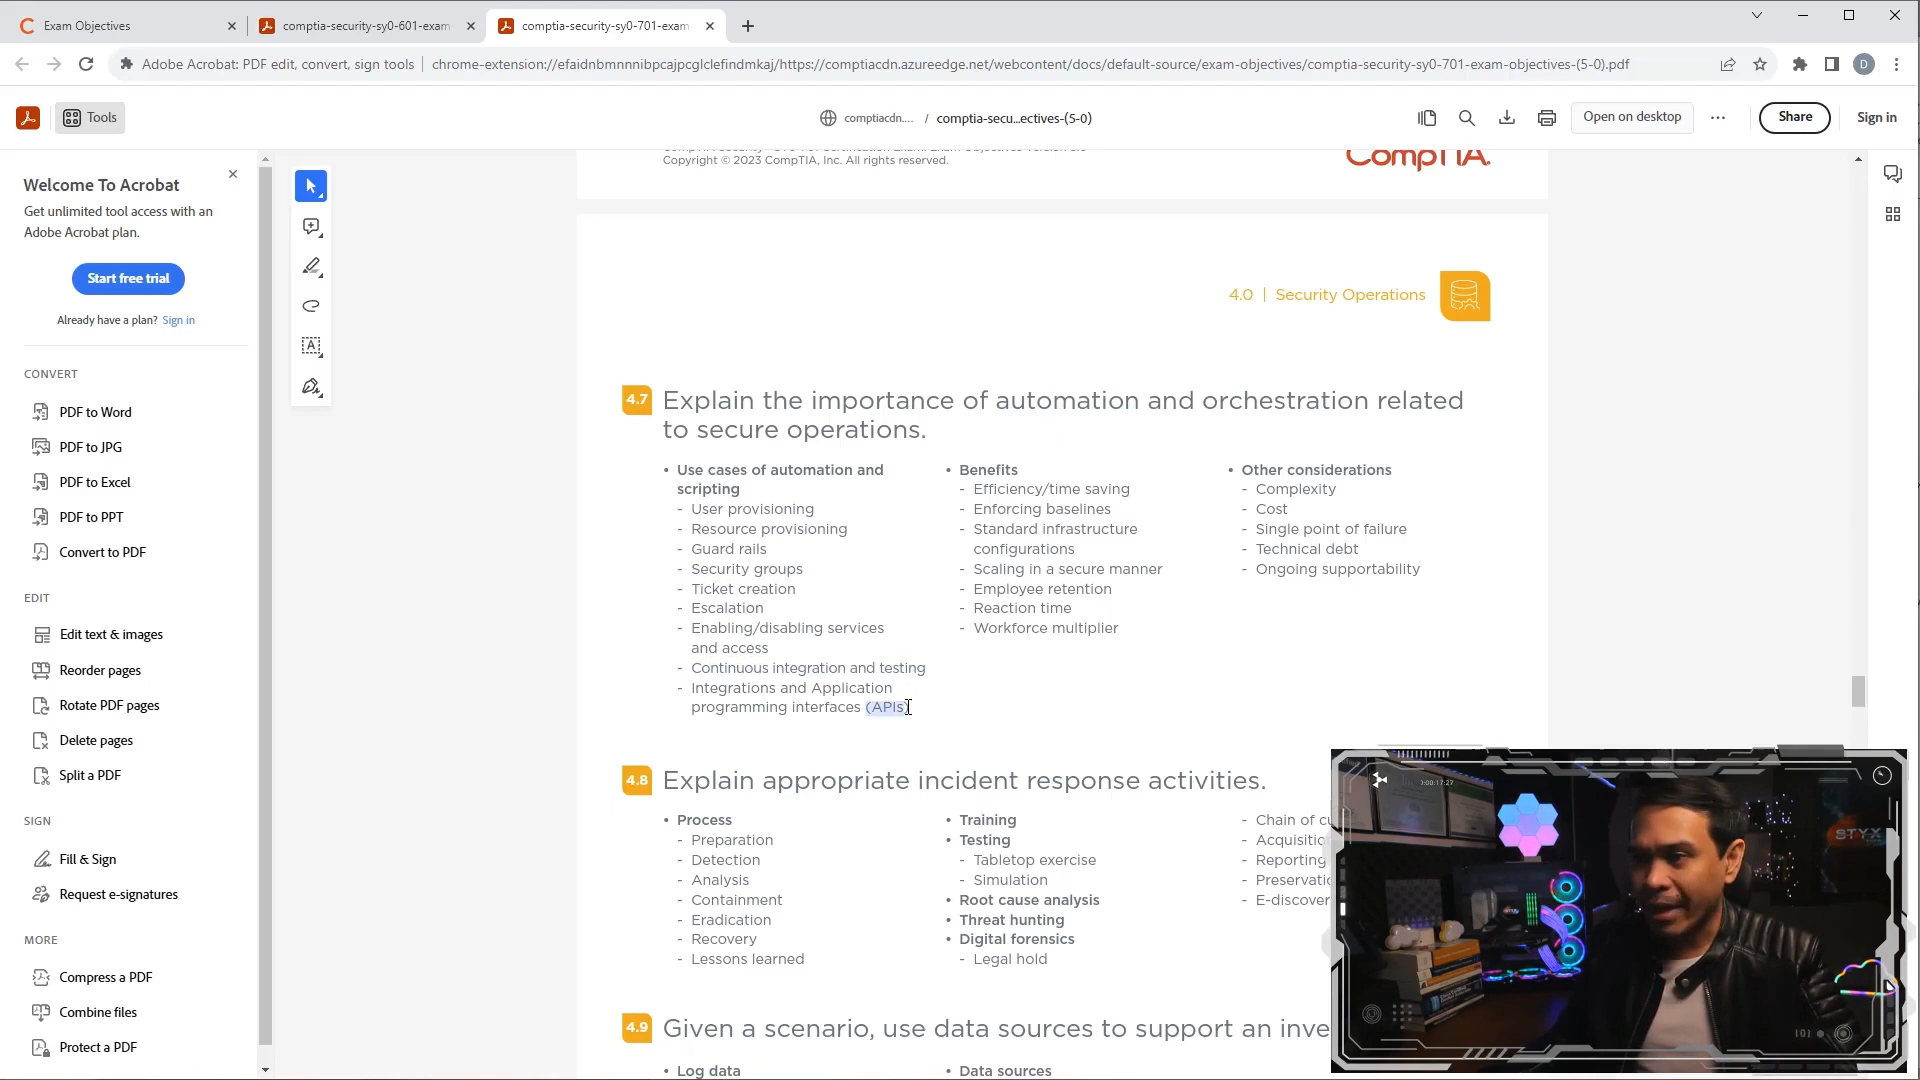 Exam Objectives
comptia-security-sy0-601-exam
comptia-security-sy0-701-exam
Adobe Acrobat: PDF edit, convert, sign tools
chrome-extension://efaidnbmnnnibpcajpcglclefindmkaj/https://comptiacdn.azureedge.net/webcontent/docs/default-source/exam-objectives/comptia-security-sy0-701-exam-objectives-(5-0).pdf
D
Tools
comptiacdn.... / comptia-secu...ectives-(5-0)
Open on desktop
Share
Sign in
Welcome To Acrobat
Get unlimited tool access with an
Adobe Acrobat plan.
Start free trial
Already have a plan? Sign in
CONVERT
PDF to Word
PDF to JPG
PDF to Excel
PDF to PPT
Convert to PDF
EDIT
Edit text & images
Reorder pages
Rotate PDF pages
Delete pages
Split a PDF
SIGN
Fill & Sign
Request e-signatures
MORE
Compress a PDF
Combine files
Protect a PDF
Copyright © 2023 CompTIA, Inc. All rights reserved.
CompTIA.
4.0 | Security Operations
4.7 Explain the importance of automation and orchestration related
to secure operations.
• Use cases of automation and
scripting
- User provisioning
- Resource provisioning
- Guard rails
- Security groups
- Ticket creation
- Escalation
- Enabling/disabling services
and access
- Continuous integration and testing
- Integrations and Application
programming interfaces (APIs)
• Benefits
- Efficiency/time saving
- Enforcing baselines
- Standard infrastructure
configurations
- Scaling in a secure manner
- Employee retention
- Reaction time
- Workforce multiplier
• Other considerations
- Complexity
- Cost
- Single point of failure
- Technical debt
- Ongoing supportability
4.8 Explain appropriate incident response activities.
• Process
- Preparation
- Detection
- Analysis
- Containment
- Eradication
- Recovery
- Lessons learned
• Training
• Testing
- Tabletop exercise
- Simulation
• Root cause analysis
• Threat hunting
• Digital forensics
- Legal hold
- Chain of cu
- Acquisitic
- Reporting
- Preservatic
- E-discover
4.9 Given a scenario, use data sources to support an inve
• Log data
• Data sources
STYX